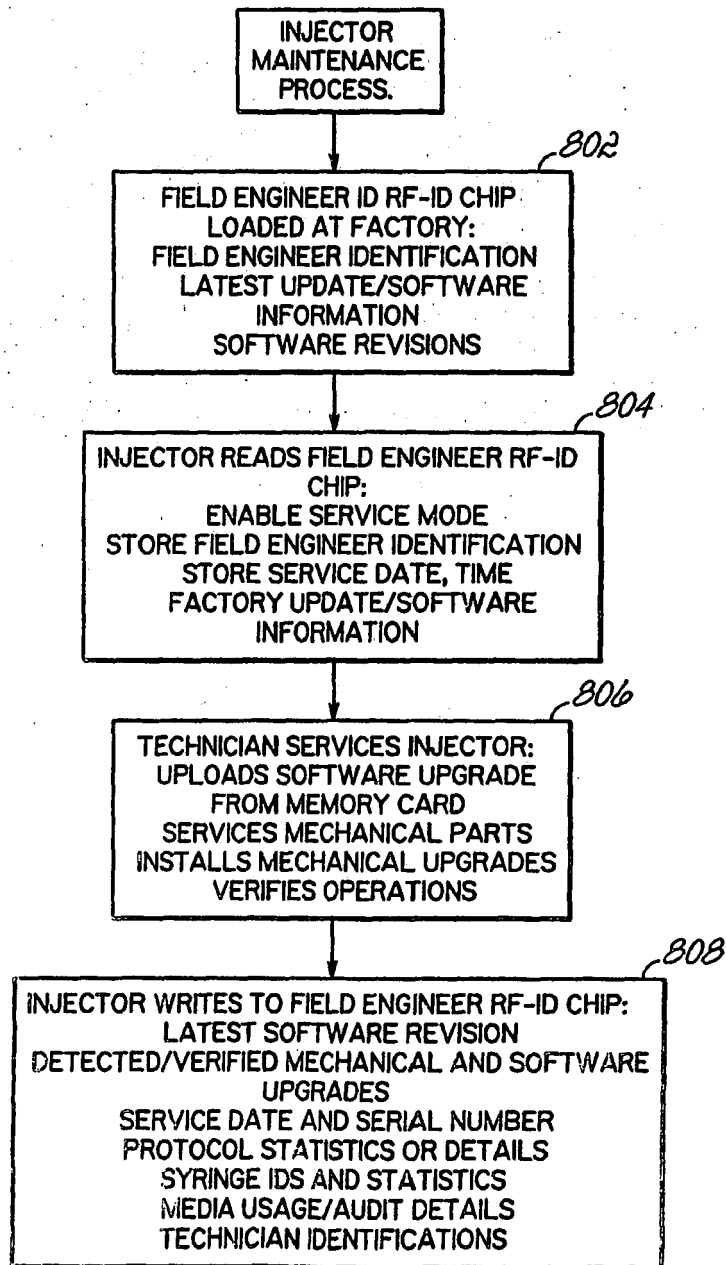 INJECTOR
MAINTENANCE
PROCESS.
802
FIELD ENGINEER ID RF-ID CHIP
LOADED AT FACTORY:
FIELD ENGINEER IDENTIFICATION
LATEST UPDATE/SOFTWARE
INFORMATION
SOFTWARE REVISIONS
804
INJECTOR READS FIELD ENGINEER RF-ID
CHIP:
ENABLE SERVICE MODE
STORE FIELD ENGINEER IDENTIFICATION
STORE SERVICE DATE, TIME
FACTORY UPDATE/SOFTWARE
INFORMATION
806
TECHNICIAN SERVICES INJECTOR:
UPLOADS SOFTWARE UPGRADE
FROM MEMORY CARD
SERVICES MECHANICAL PARTS
INSTALLS MECHANICAL UPGRADES
VERIFIES OPERATIONS
808
INJECTOR WRITES TO FIELD ENGINEER RF-ID CHIP:
LATEST SOFTWARE REVISION
DETECTED/VERIFIED MECHANICAL AND SOFTWARE
UPGRADES
SERVICE DATE AND SERIAL NUMBER
PROTOCOL STATISTICS OR DETAILS
SYRINGE IDS AND STATISTICS
MEDIA USAGE/AUDIT DETAILS
TECHNICIAN IDENTIFICATIONS